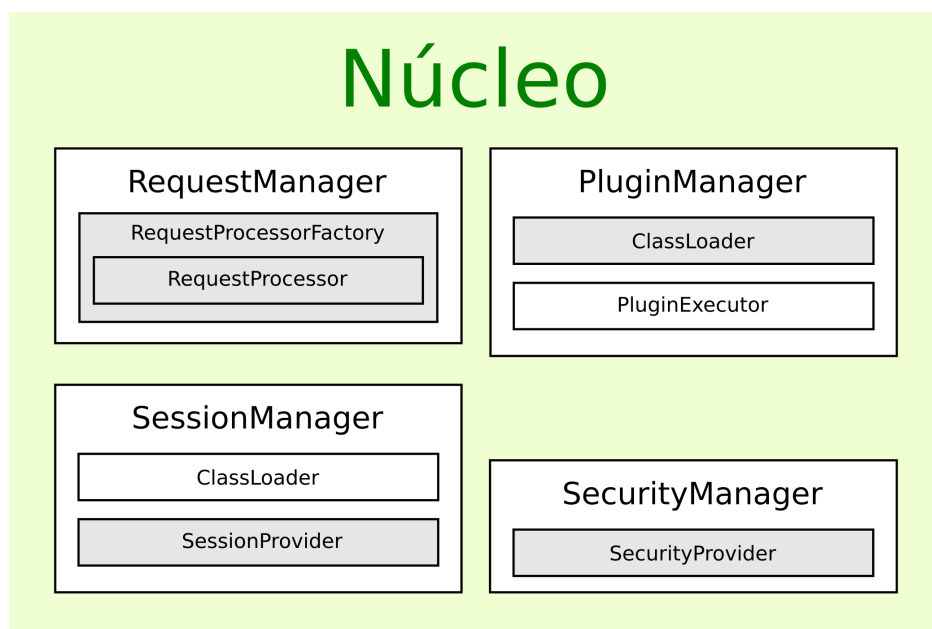 Núcleo
RequestManager
RequestProcessorFactory
RequestProcessor
PluginManager
ClassLoader
PluginExecutor
SessionManager
ClassLoader
SessionProvider
SecurityManager
SecurityProvider